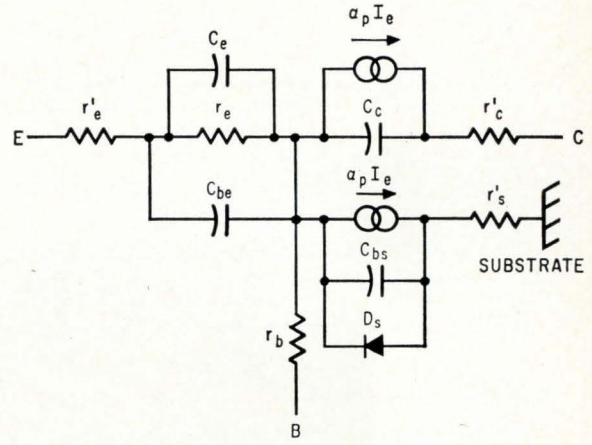 α_p I_e
C_e
r'_e
r_e
C_c
r'_c
E
C
α_p I_e
C_be
r'_s
C_bs
SUBSTRATE
D_s
r_b
B